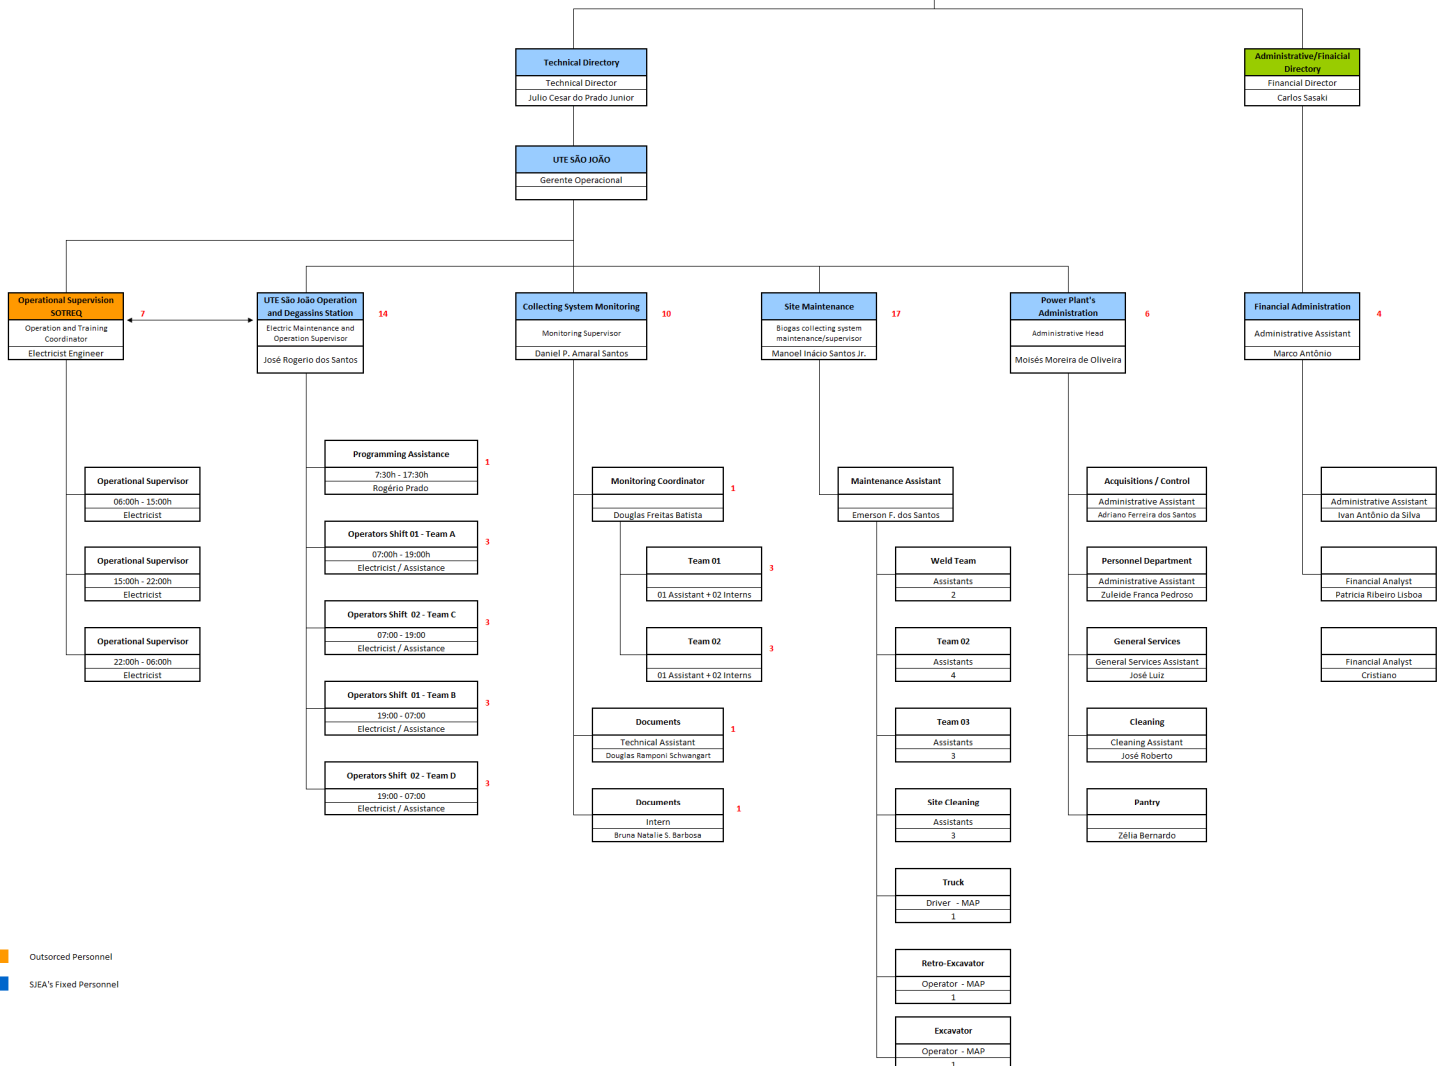 Technical Directory
Technical Director
Julio Cesar do Prado Junior
Administrative/Finaicial
Directory
Financial Director
Carlos Sasaki
UTE SÃO JOÃO
Gerente Operacional
Operational Supervision
SOTREQ
Operation and Training
Coordinator
Electricist Engineer
7
UTE São João Operation
and Degassins Station
Electric Maintenance and
Operation Supervisor
José Rogerio dos Santos
14
Collecting System Monitoring
Monitoring Supervisor
Daniel P. Amaral Santos
10
Site Maintenance
Biogas collecting system
maintenance/supervisor
Manoel Inácio Santos Jr.
17
Power Plant's
Administration
Administrative Head
Moisés Moreira de Oliveira
6
Financial Administration
Administrative Assistant
Marco Antônio
4
Operational Supervisor
06:00h - 15:00h
Electricist
Operational Supervisor
15:00h - 22:00h
Electricist
Operational Supervisor
22:00h - 06:00h
Electricist
Programming Assistance
7:30h - 17:30h
Rogério Prado
1
Operators Shift 01 - Team A
07:00h - 19:00h
Electricist / Assistance
3
Operators Shift 02 - Team C
07:00 - 19:00
Electricist / Assistance
3
Operators Shift 01 - Team B
19:00 - 07:00
Electricist / Assistance
3
Operators Shift 02 - Team D
19:00 - 07:00
Electricist / Assistance
3
Monitoring Coordinator
Douglas Freitas Batista
1
Team 01
01 Assistant + 02 Interns
3
Team 02
01 Assistant + 02 Interns
3
Documents
Technical Assistant
Douglas Ramponi Schwangart
1
Documents
Intern
Bruna Natalie S. Barbosa
1
Maintenance Assistant
Emerson F. dos Santos
Weld Team
Assistants
2
Team 02
Assistants
4
Team 03
Assistants
3
Site Cleaning
Assistants
3
Truck
Driver - MAP
1
Retro-Excavator
Operator - MAP
1
Excavator
Operator - MAP
1
Acquisitions / Control
Administrative Assistant
Adriano Ferreira dos Santos
Personnel Department
Administrative Assistant
Zuleide Franca Pedroso
General Services
General Services Assistant
José Luiz
Cleaning
Cleaning Assistant
José Roberto
Pantry
Zélia Bernardo
Administrative Assistant
Ivan Antônio da Silva
Financial Analyst
Patricia Ribeiro Lisboa
Financial Analyst
Cristiano
Outsorced Personnel
SJEA's Fixed Personnel